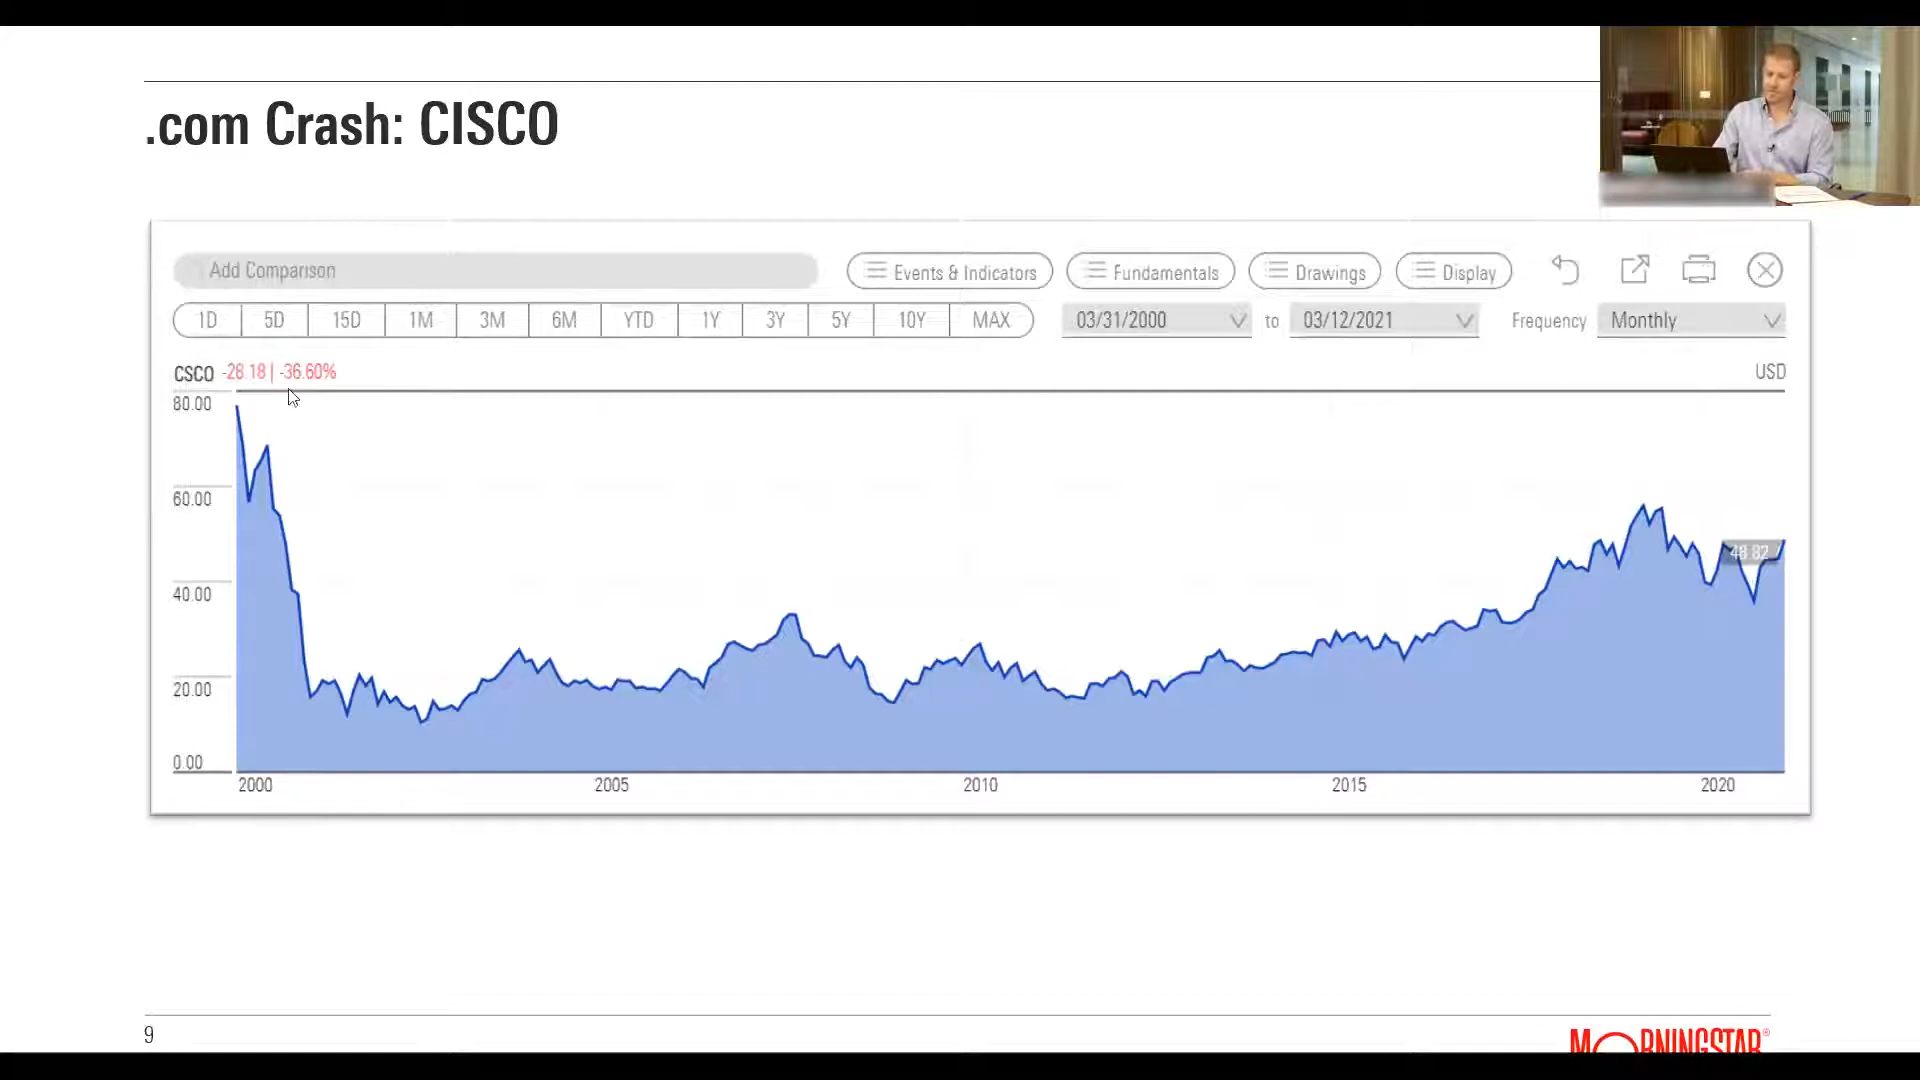 .com Crash: CISCO
Add Comparison
Events & Indicators
Fundamentals
Drawings
Display
1D 5D 15D 1M 3M 6M YTD 1Y 3Y 5Y 10Y MAX
03/31/2000 to 03/12/2021
Frequency Monthly
CSCO -28.18 | -36.60%
USD
80.00
60.00
40.00
20.00
0.00
48.82
2000 2005 2010 2015 2020
9
MORNINGSTAR®